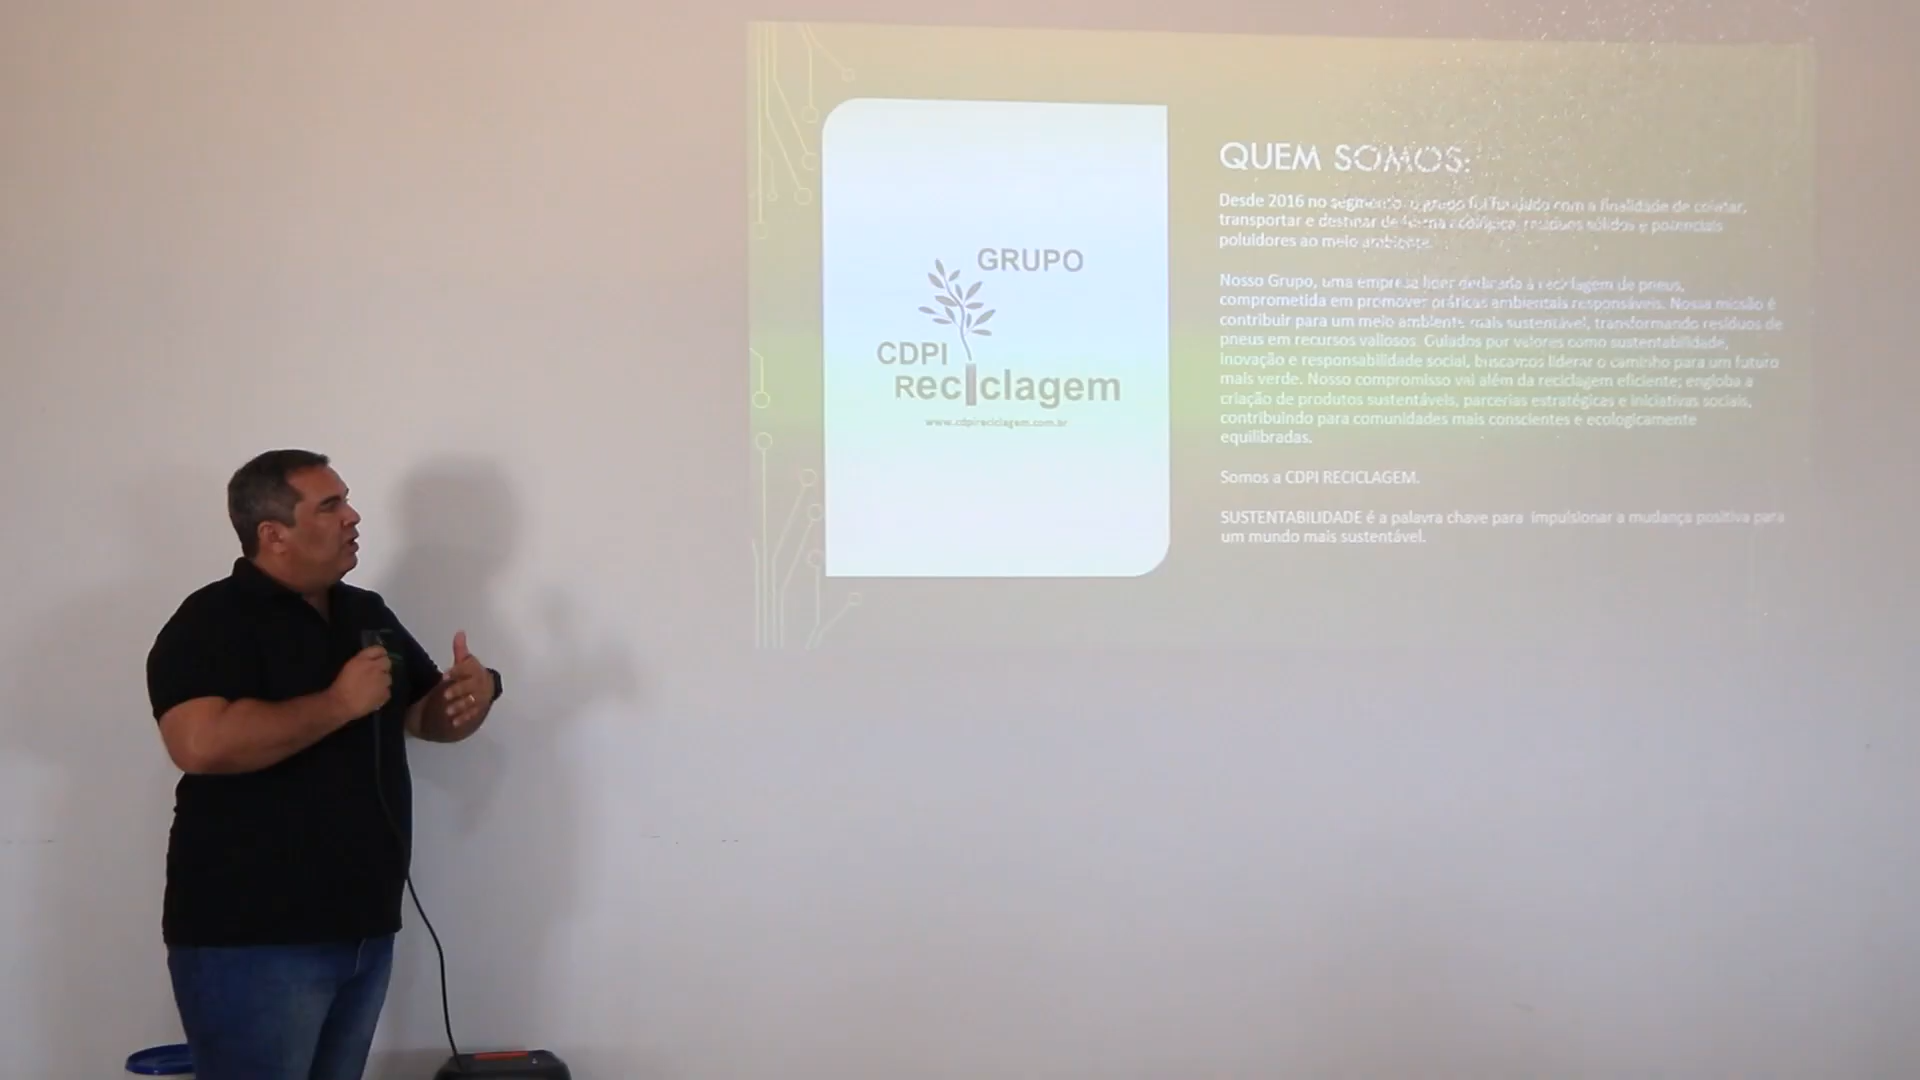 GRUPO
CDPI
Reciclagem
www.cdpireciclagem.com.br
QUEM SOMOS:
Desde 2016 no segmento o grupo foi fundado com a finalidade de coletar,
transportar e destinar de forma ecológica, resíduos sólidos e potenciais
poluidores ao meio ambiente.
Nosso Grupo, uma empresa líder dedicada à reciclagem de pneus,
comprometida em promover práticas ambientais responsáveis. Nossa missão é
contribuir para um meio ambiente mais sustentável, transformando resíduos de
pneus em recursos valiosos. Guiados por valores como sustentabilidade,
inovação e responsabilidade social, buscamos liderar o caminho para um futuro
mais verde. Nosso compromisso vai além da reciclagem eficiente; engloba a
criação de produtos sustentáveis, parcerias estratégicas e iniciativas sociais,
contribuindo para comunidades mais conscientes e ecologicamente
equilibradas.
Somos a CDPI RECICLAGEM.
SUSTENTABILIDADE é a palavra chave para impulsionar a mudança positiva para
um mundo mais sustentável.